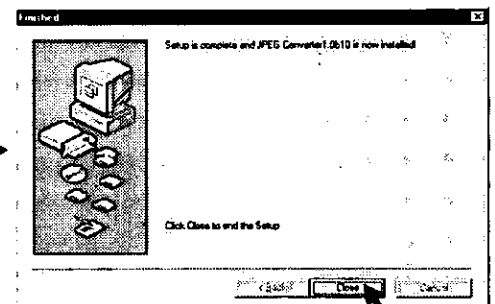 Finished
Setup is complete and JPEG Converter1.0b10 is now installed!
Click Close to end the Setup
< Back
Close
Cancel